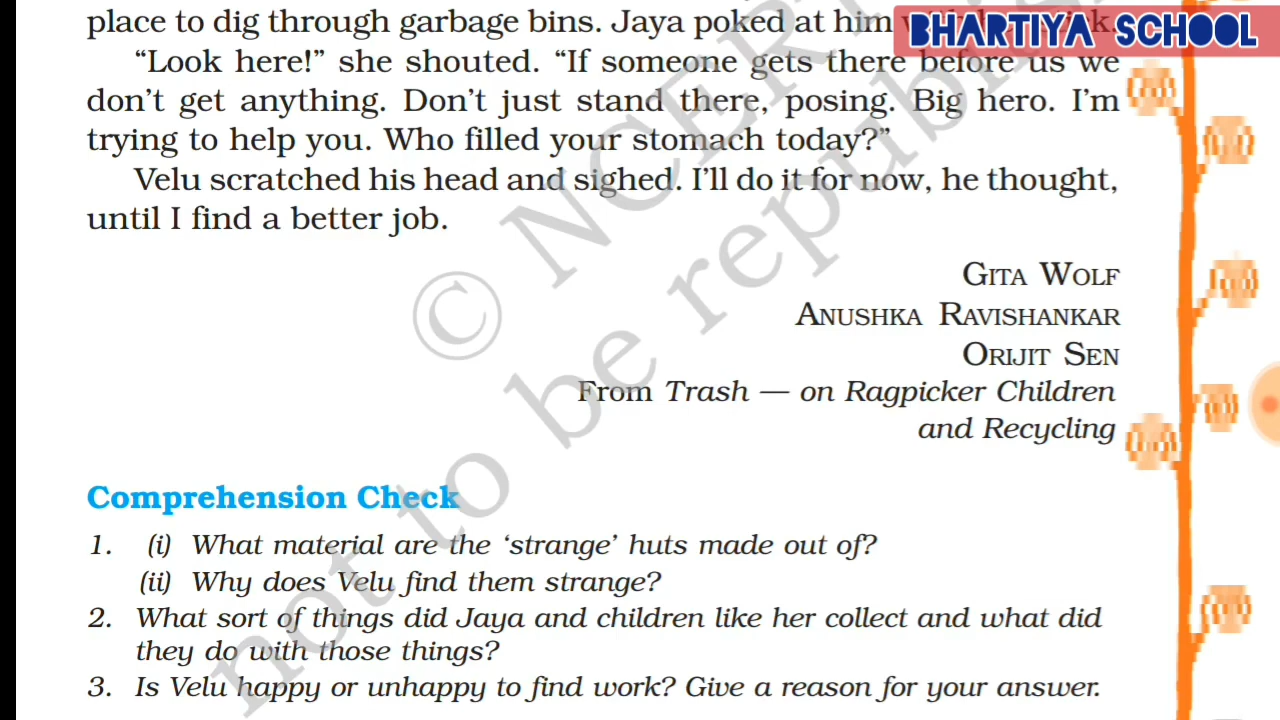 place to dig through garbage bins. Jaya poked at him
BHARTIYA SCHOOL
“Look here!” she shouted. “If someone gets there before us we
don’t get anything. Don’t just stand there, posing. Big hero. I’m
trying to help you. Who filled your stomach today?”
Velu scratched his head and sighed. I’ll do it for now, he thought,
until I find a better job.
GITA WOLF
ANUSHKA RAVISHANKAR
ORIJIT SEN
From Trash — on Ragpicker Children
and Recycling
© NCERT
not to be republish
Comprehension Check
1. (i) What material are the ‘strange’ huts made out of?
(ii) Why does Velu find them strange?
2. What sort of things did Jaya and children like her collect and what did
they do with those things?
3. Is Velu happy or unhappy to find work? Give a reason for your answer.